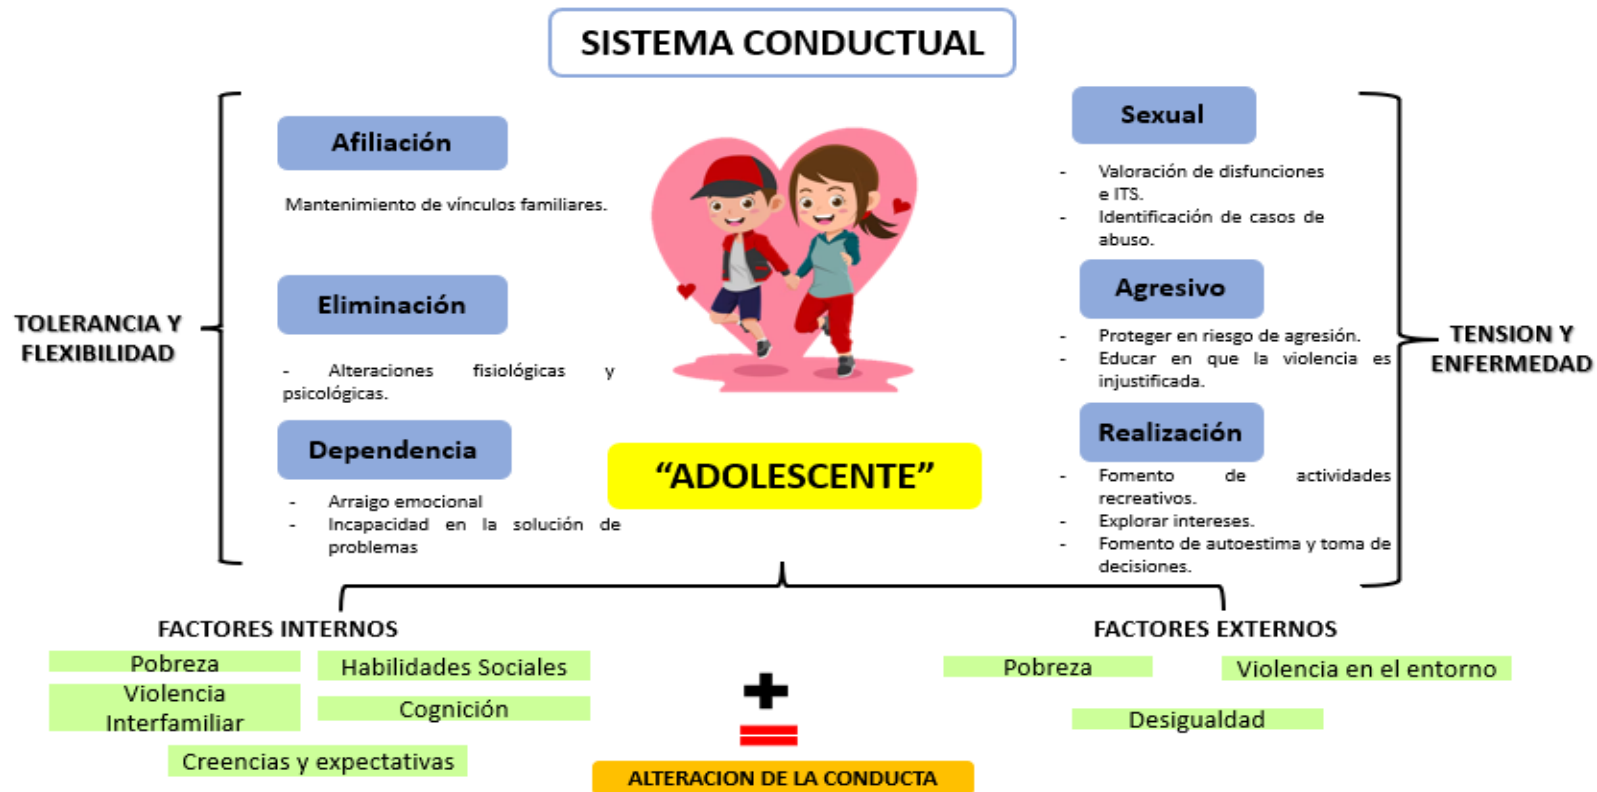 SISTEMA CONDUCTUAL
TOLERANCIA Y
FLEXIBILIDAD
Afiliación
Mantenimiento de vínculos familiares.
Eliminación
- Alteraciones fisiológicas y
psicológicas.
Dependencia
- Arraigo emocional
- Incapacidad en la solución de
problemas
“ADOLESCENTE”
Sexual
- Valoración de disfunciones
e ITS.
- Identificación de casos de
abuso.
Agresivo
- Proteger en riesgo de agresión.
- Educar en que la violencia es
injustificada.
Realización
- Fomento de actividades
recreativos.
- Explorar intereses.
- Fomento de autoestima y toma de
decisiones.
TENSION Y
ENFERMEDAD
FACTORES INTERNOS
Pobreza
Habilidades Sociales
Violencia
Interfamiliar
Cognición
Creencias y expectativas
FACTORES EXTERNOS
Pobreza
Violencia en el entorno
Desigualdad
ALTERACION DE LA CONDUCTA